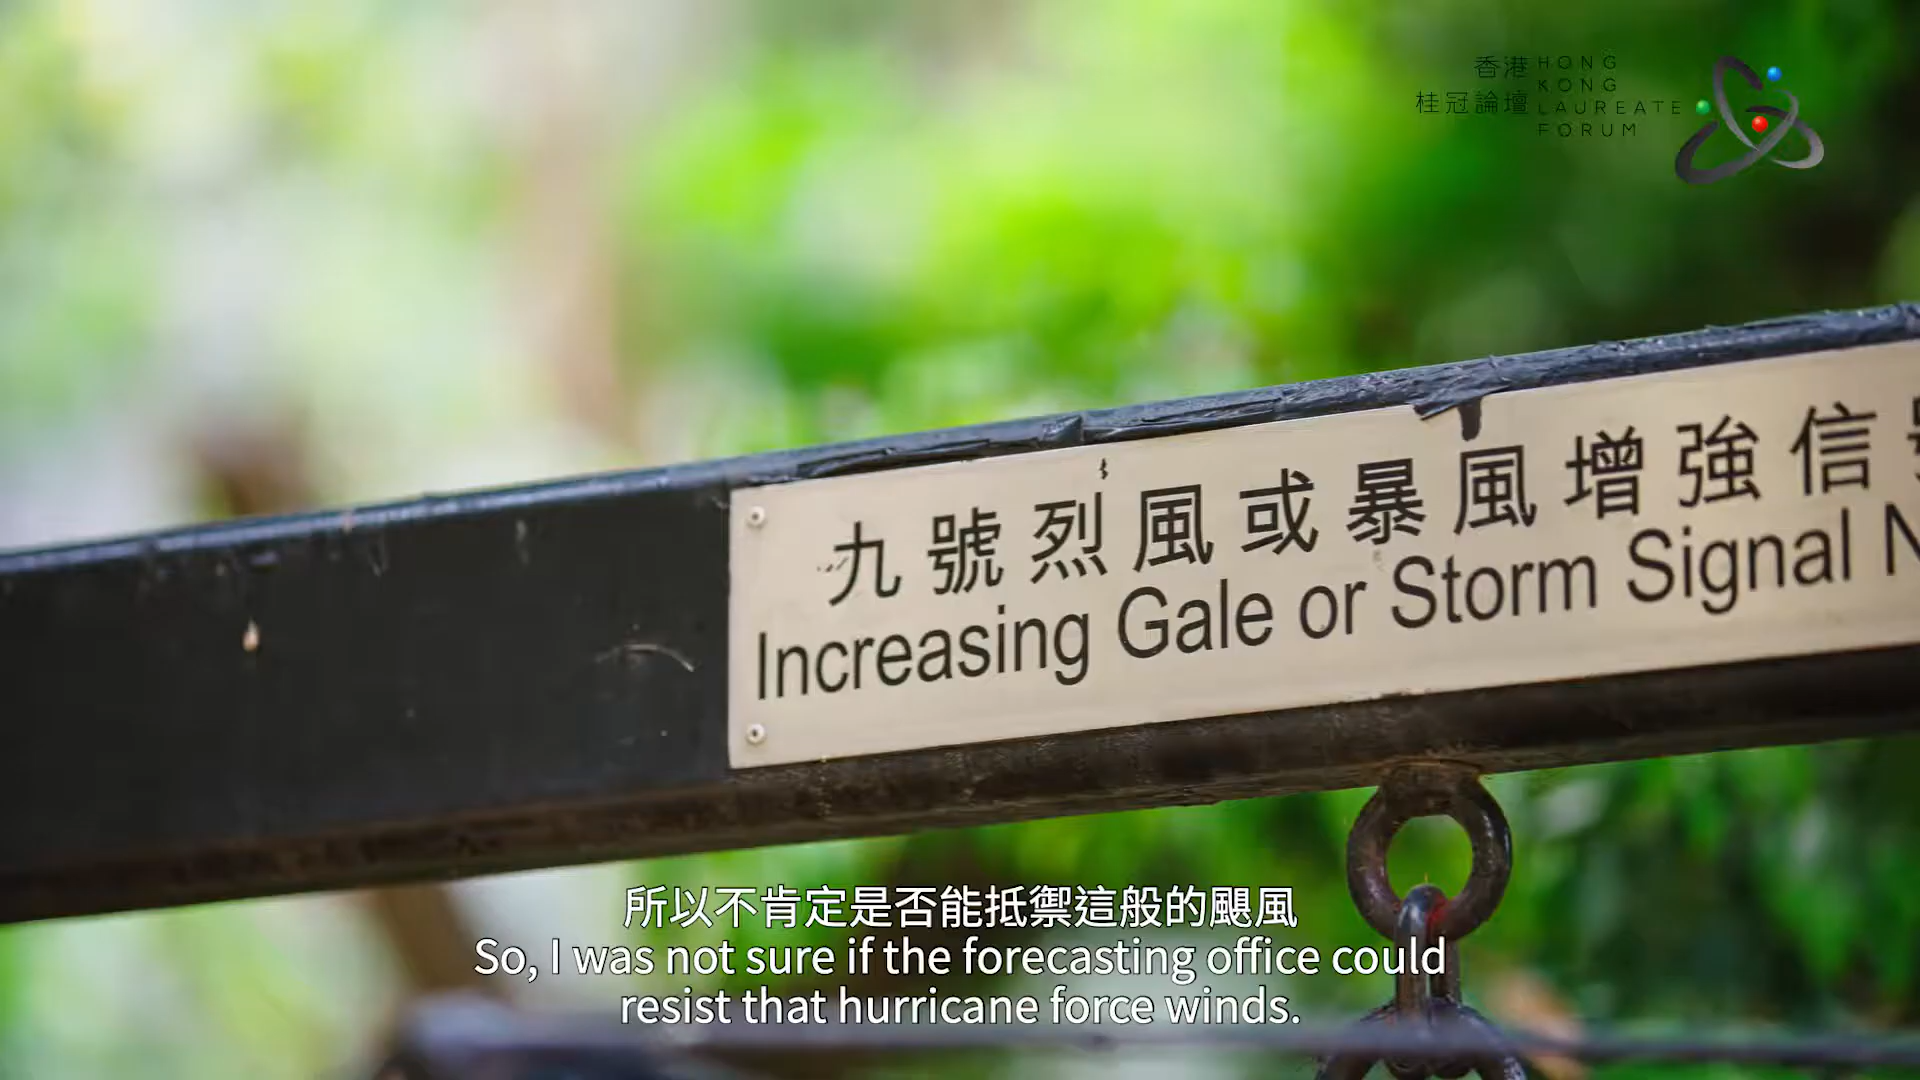 香港
桂冠論壇
HONG
KONG
LAUREATE
FORUM
九號烈風或暴風增強信
Increasing Gale or Storm Signal N
所以不肯定是否能抵禦這般的颶風
So, I was not sure if the forecasting office could
resist that hurricane force winds.